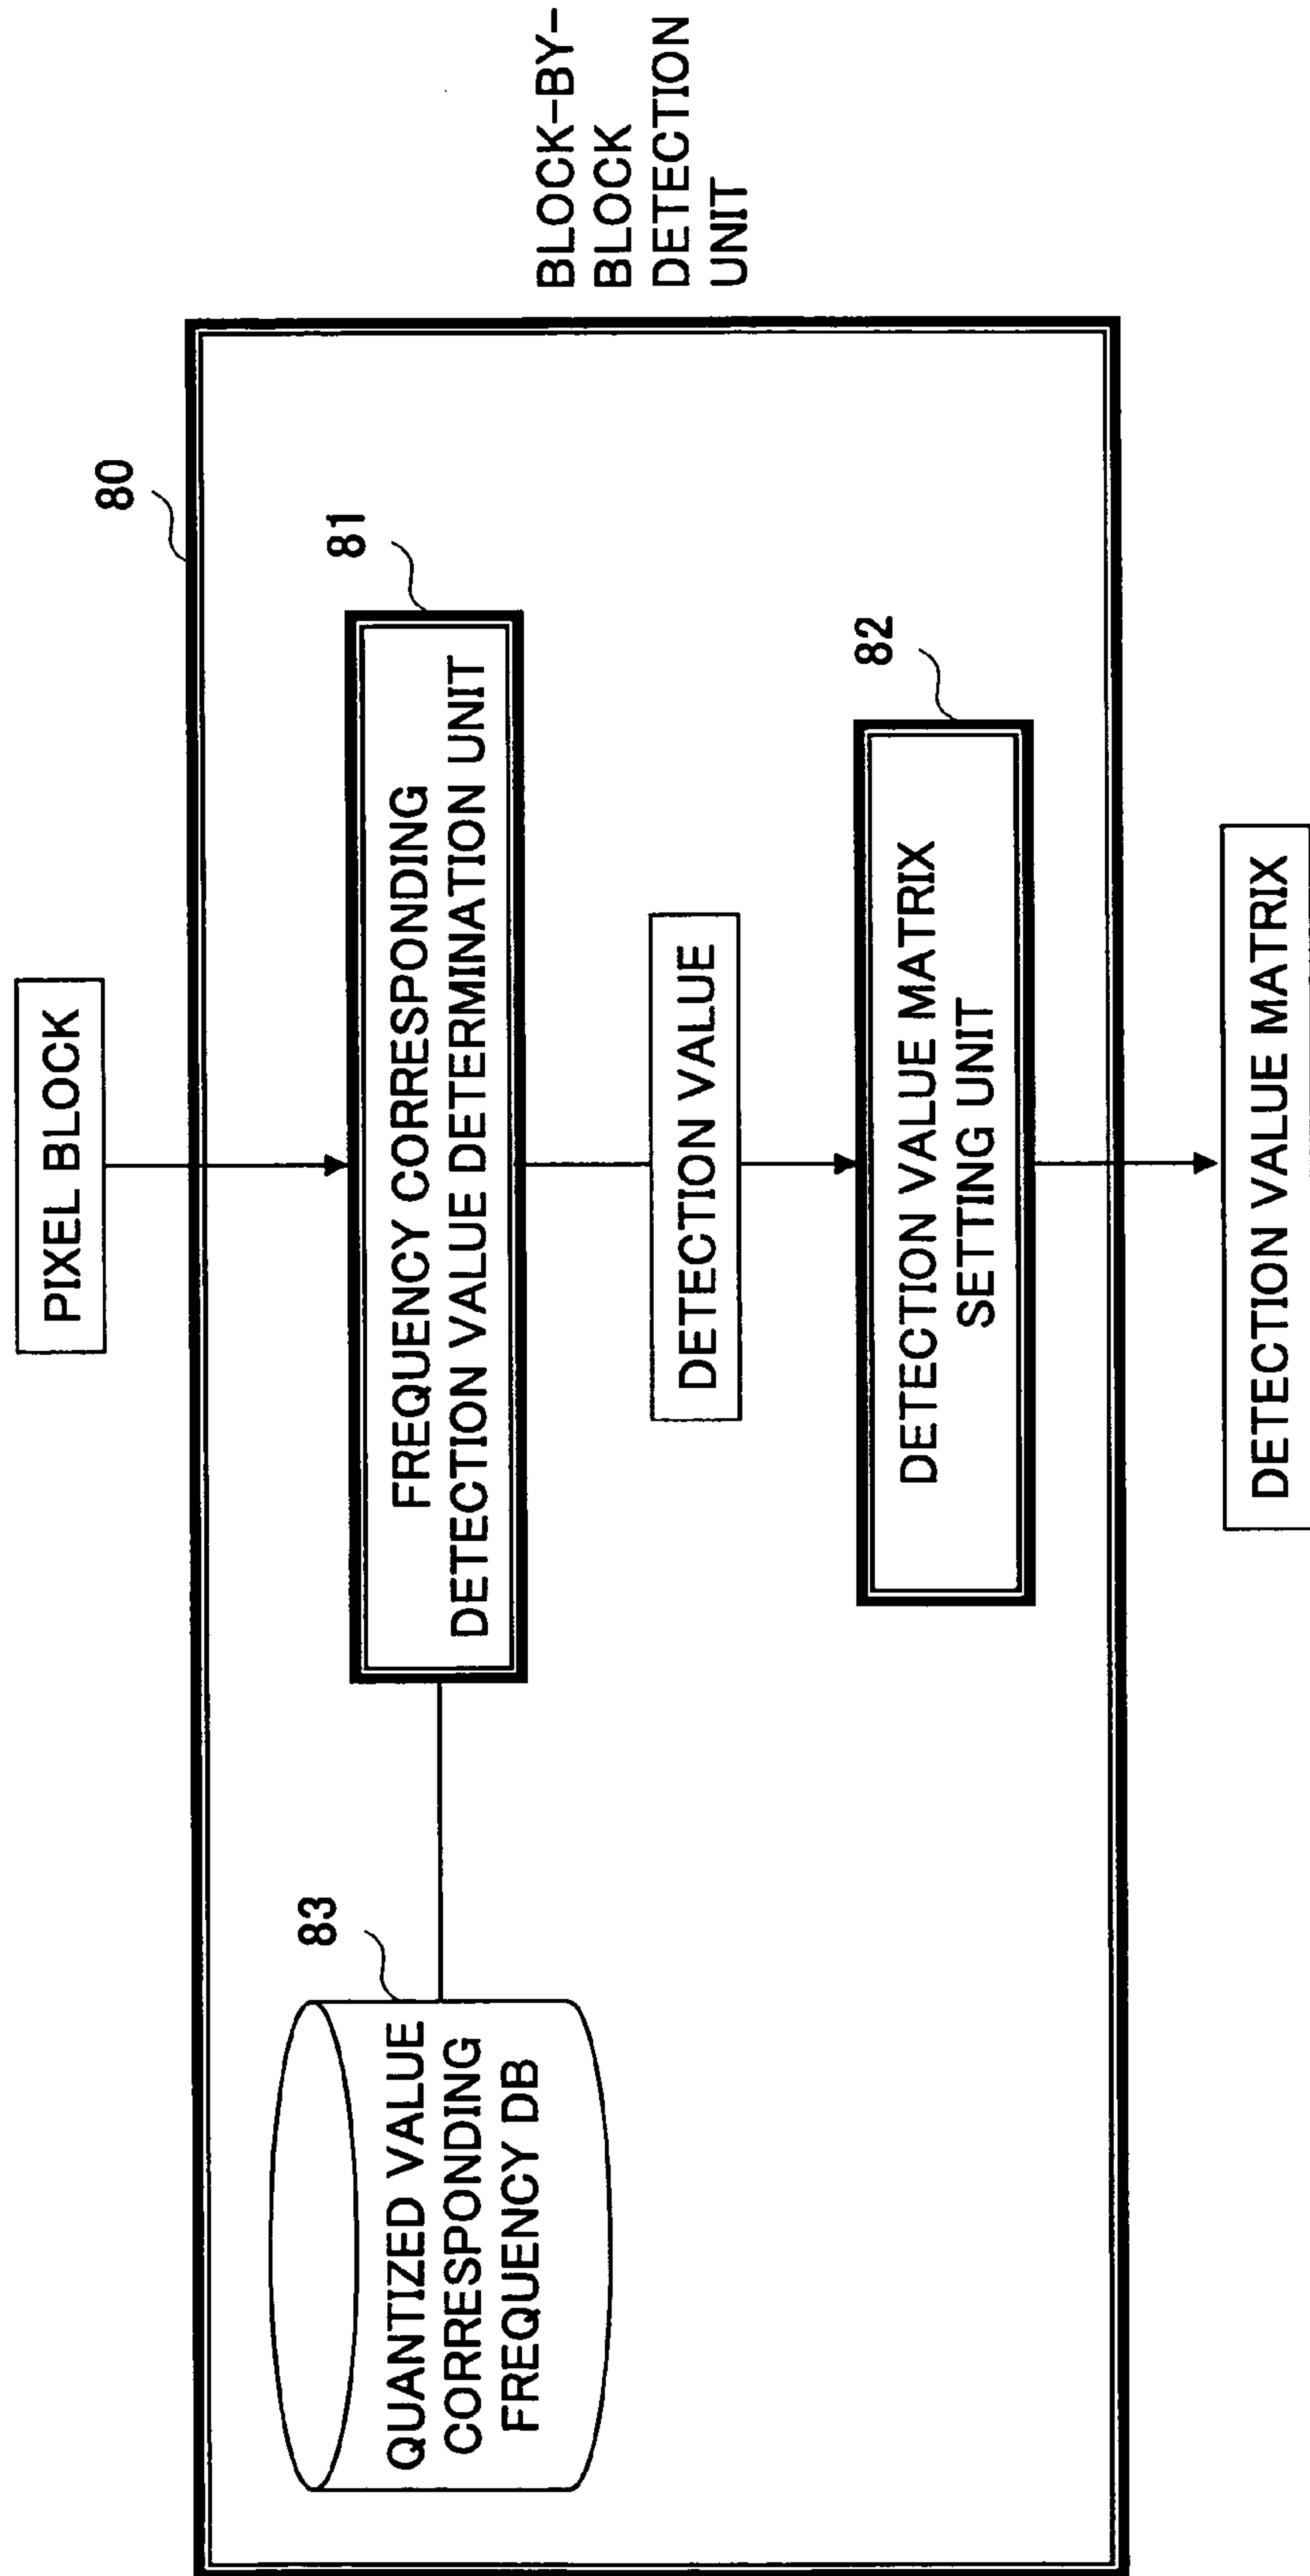 PIXEL BLOCK
80
81
FREQUENCY CORRESPONDING
DETECTION VALUE DETERMINATION UNIT
83
QUANTIZED VALUE
CORRESPONDING
FREQUENCY DB
BLOCK-BY-
BLOCK
DETECTION
UNIT
DETECTION VALUE
82
DETECTION VALUE MATRIX
SETTING UNIT
DETECTION VALUE MATRIX